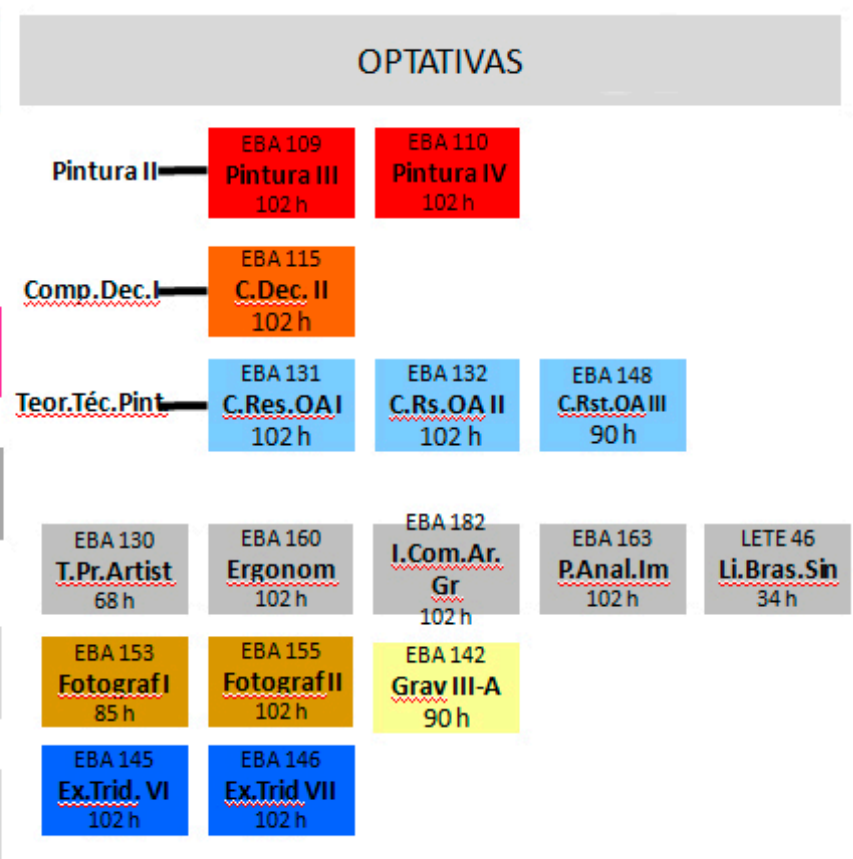 OPTATIVAS
EBA 109
EBA 110
Pintura II
Pintura III
Pintura IV
102 h
102 h
EBA 115
Comp.Dec.I
C.Dec. II
102 h
EBA 131
EBA 132
EBA 148
Teor.Téc.Pint.
C.Res.OA I
C.Rs.OA II
C.Rst.OA III
102 h
102 h
90 h
EBA 130
EBA 160
EBA 182
EBA 163
LETE 46
T.Pr.Artist
Ergonom
I.Com.Ar.
Gr
P.Anal.Im
Li.Bras.Sin
68 h
102 h
102 h
102 h
34 h
EBA 153
EBA 155
EBA 142
Fotograf I
Fotograf II
Grav III-A
85 h
102 h
90 h
EBA 145
EBA 146
Ex.Trid. VI
Ex.Trid VII
102 h
102 h